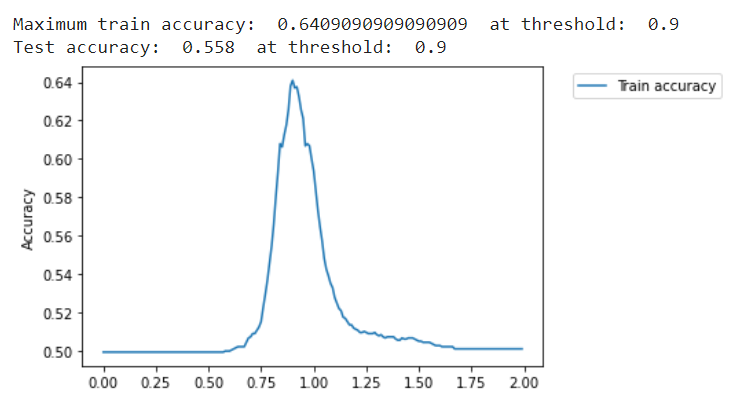 Maximum train accuracy:  0.6409090909090909  at threshold:  0.9
Test accuracy:  0.558  at threshold:  0.9
Train accuracy
Accuracy
0.64
0.62
0.60
0.58
0.56
0.54
0.52
0.50
0.00 0.25 0.50 0.75 1.00 1.25 1.50 1.75 2.00